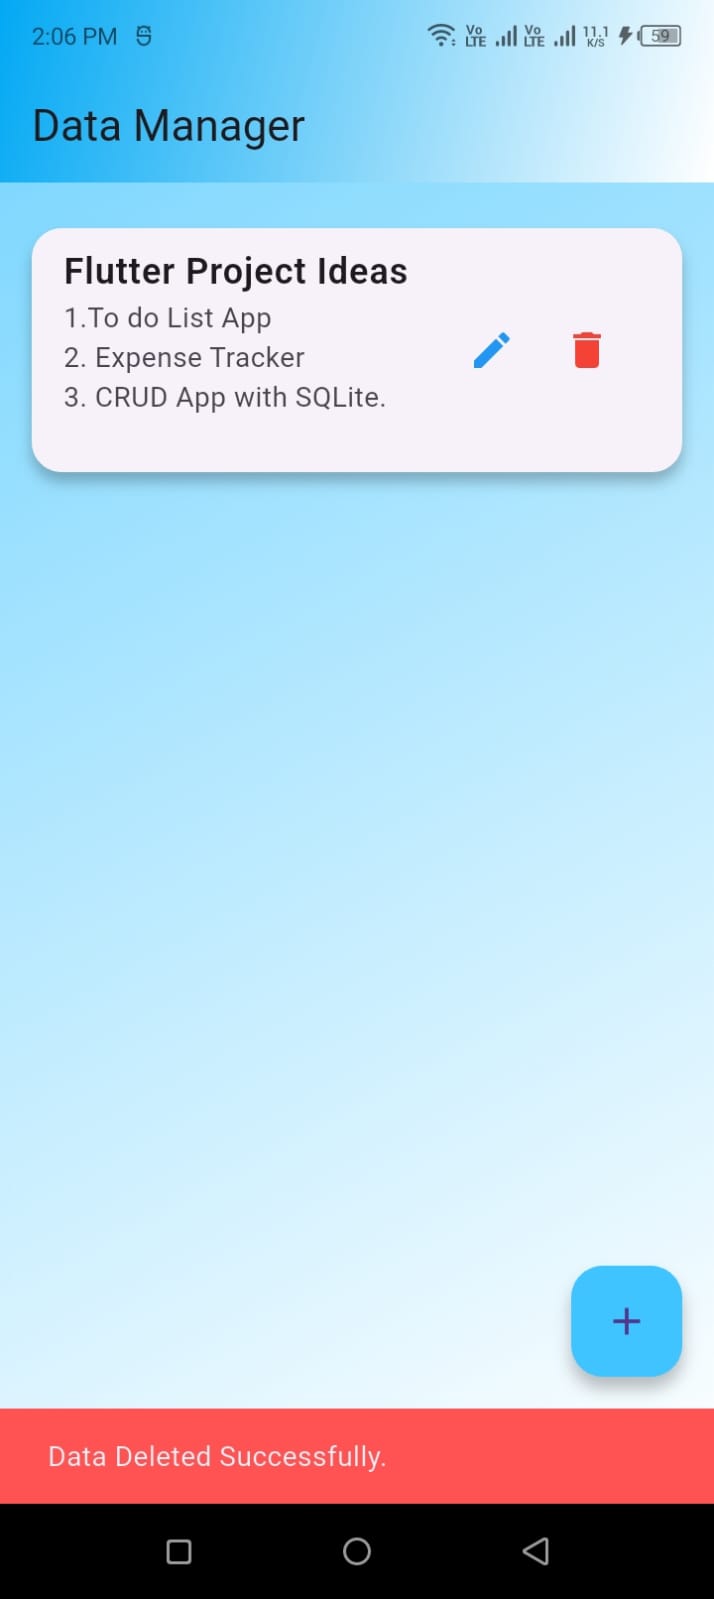 2:06 PM
Vo LTE Vo LTE 11.1 K/S 59
Data Manager
Flutter Project Ideas
1.To do List App
2. Expense Tracker
3. CRUD App with SQLite.
+
Data Deleted Successfully.